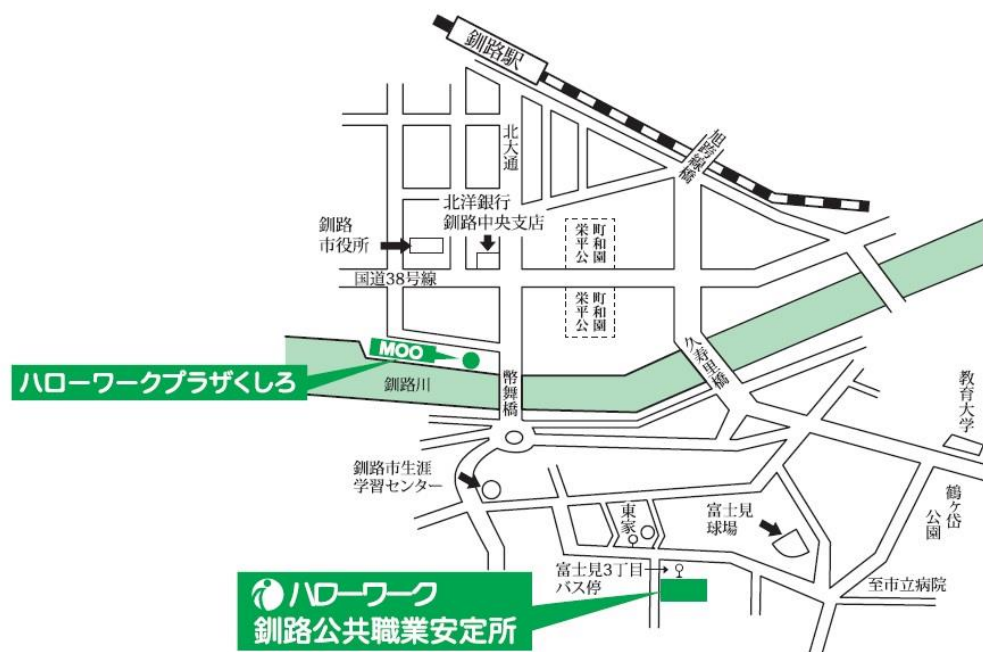 釧路駅
旭跨線橋
北大通
北洋銀行
釧路中央支店
釧路
市役所
栄町
平和
公園
国道38号線
栄町
平和
公園
MOO
ハローワークプラザくしろ
釧路川
幣舞橋
久寿里橋
教育大学
釧路市生涯
学習センター
東家
富士見
球場
鶴ヶ岱
公園
富士見3丁目
バス停
至市立病院
ハローワーク
釧路公共職業安定所